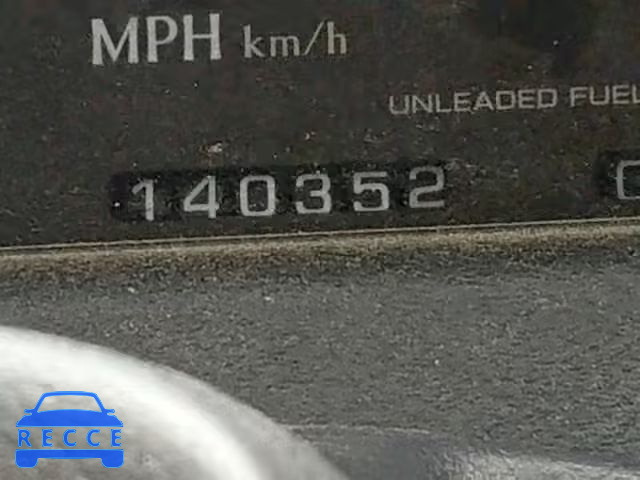 MPH km/h
UNLEADED FUEL
140352
RECCE